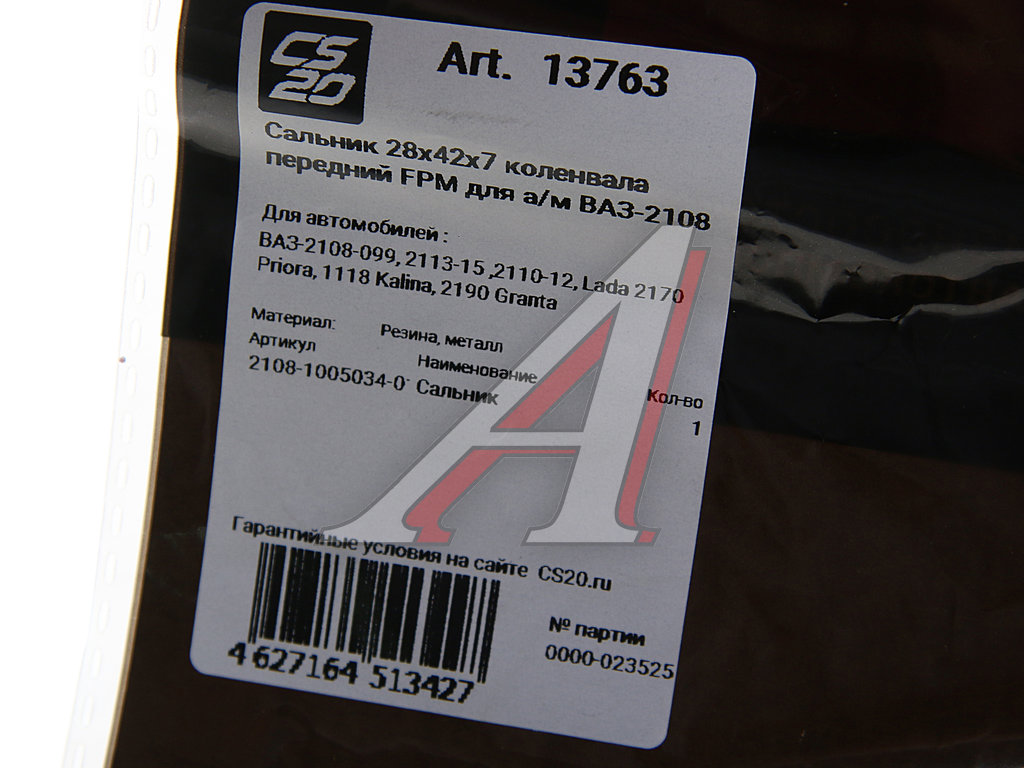 CS
20
Art. 13763
Сальник 28х42х7 коленвала
передний FPM для а/м ВАЗ-2108
Для автомобилей :
ВАЗ-2108-099, 2113-15 ,2110-12, Lada 2170
Priora, 1118 Kalina, 2190 Granta
Материал: Резина, металл
Артикул Наименование Кол-во
2108-1005034-0 Сальник 1
Гарантийные условия на сайте CS20.ru
4 627164 513427
№ партии
0000-023525